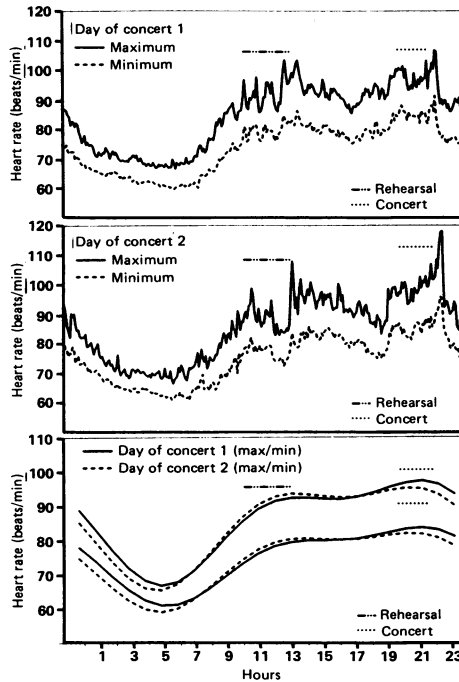 Day of concert 1
Maximum
Minimum
Heart rate (beats/min)
120
110
100
90
80
70
60
Rehearsal
Concert
Day of concert 2
Maximum
Minimum
Heart rate (beats/min)
120
110
100
90
80
70
60
50
Rehearsal
Concert
Day of concert 1 (max/min)
Day of concert 2 (max/min)
Heart rate (beats/min)
110
100
90
80
70
60
Rehearsal
Concert
1 3 5 7 9 11 13 15 17 19 21 23
Hours